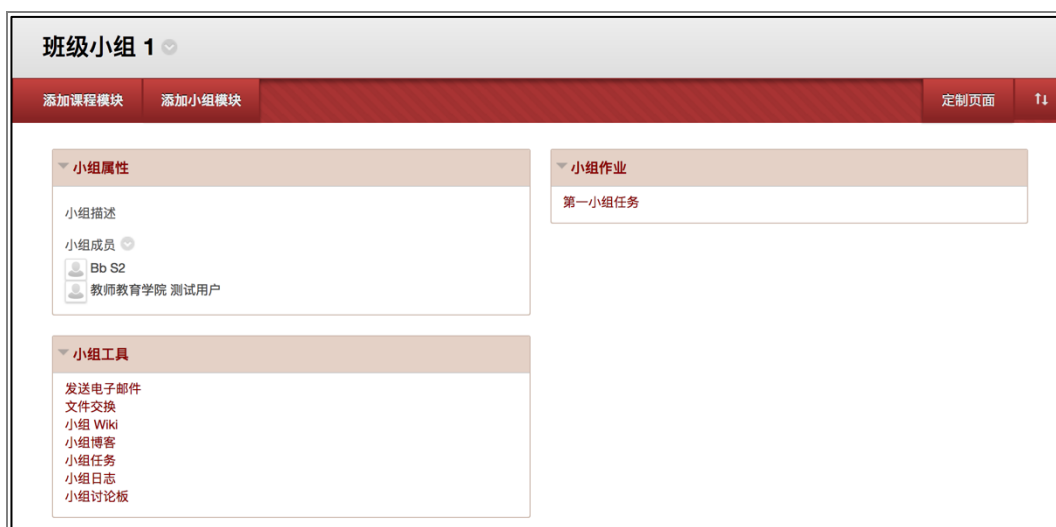 班级小组 1
添加课程模块 添加小组模块 定制页面
小组属性
小组描述
小组成员
Bb S2
教师教育学院 测试用户
小组工具
发送电子邮件
文件交换
小组 Wiki
小组博客
小组任务
小组日志
小组讨论板
小组作业
第一小组任务